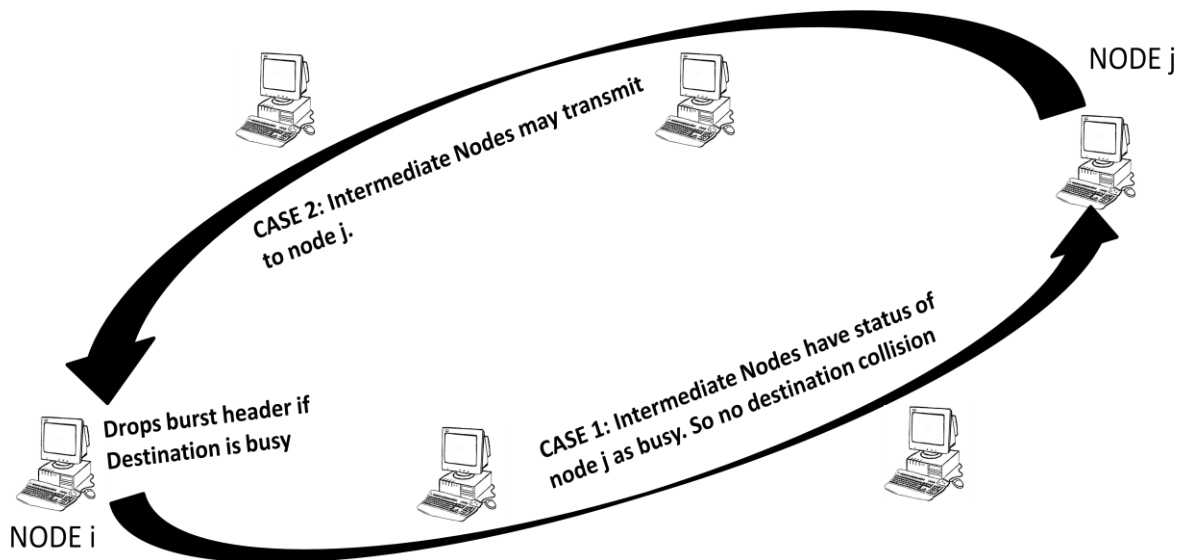 NODE j
CASE 2: Intermediate Nodes may transmit
to node j.
CASE 1: Intermediate Nodes have status of
node j as busy. So no destination collision
Drops burst header if
Destination is busy
NODE i